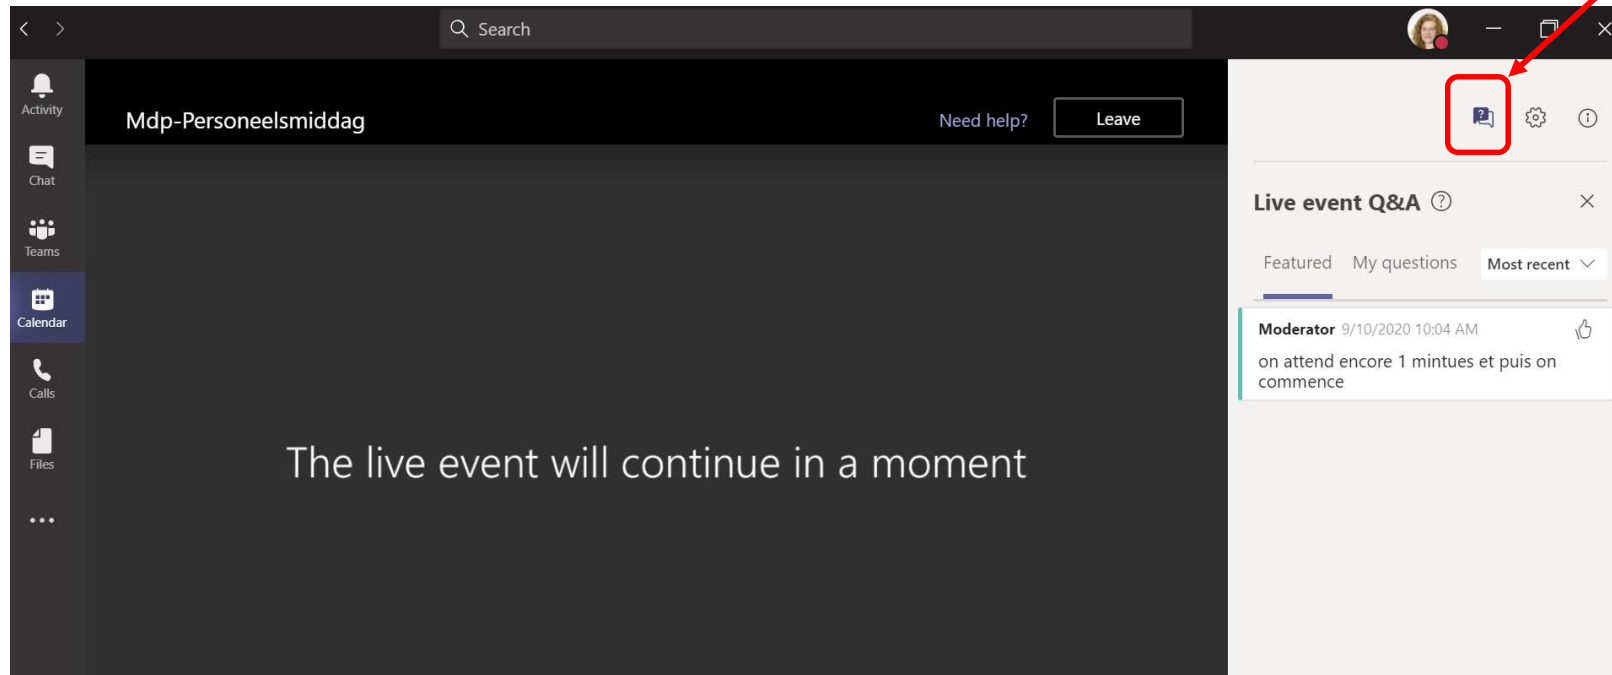 Search
Activity
Chat
Teams
Calendar
Calls
Files
Mdp-Personeelsmiddag
Need help?
Leave
The live event will continue in a moment
Live event Q&A
Featured
My questions
Most recent
Moderator 9/10/2020 10:04 AM
on attend encore 1 mintues et puis on
commence